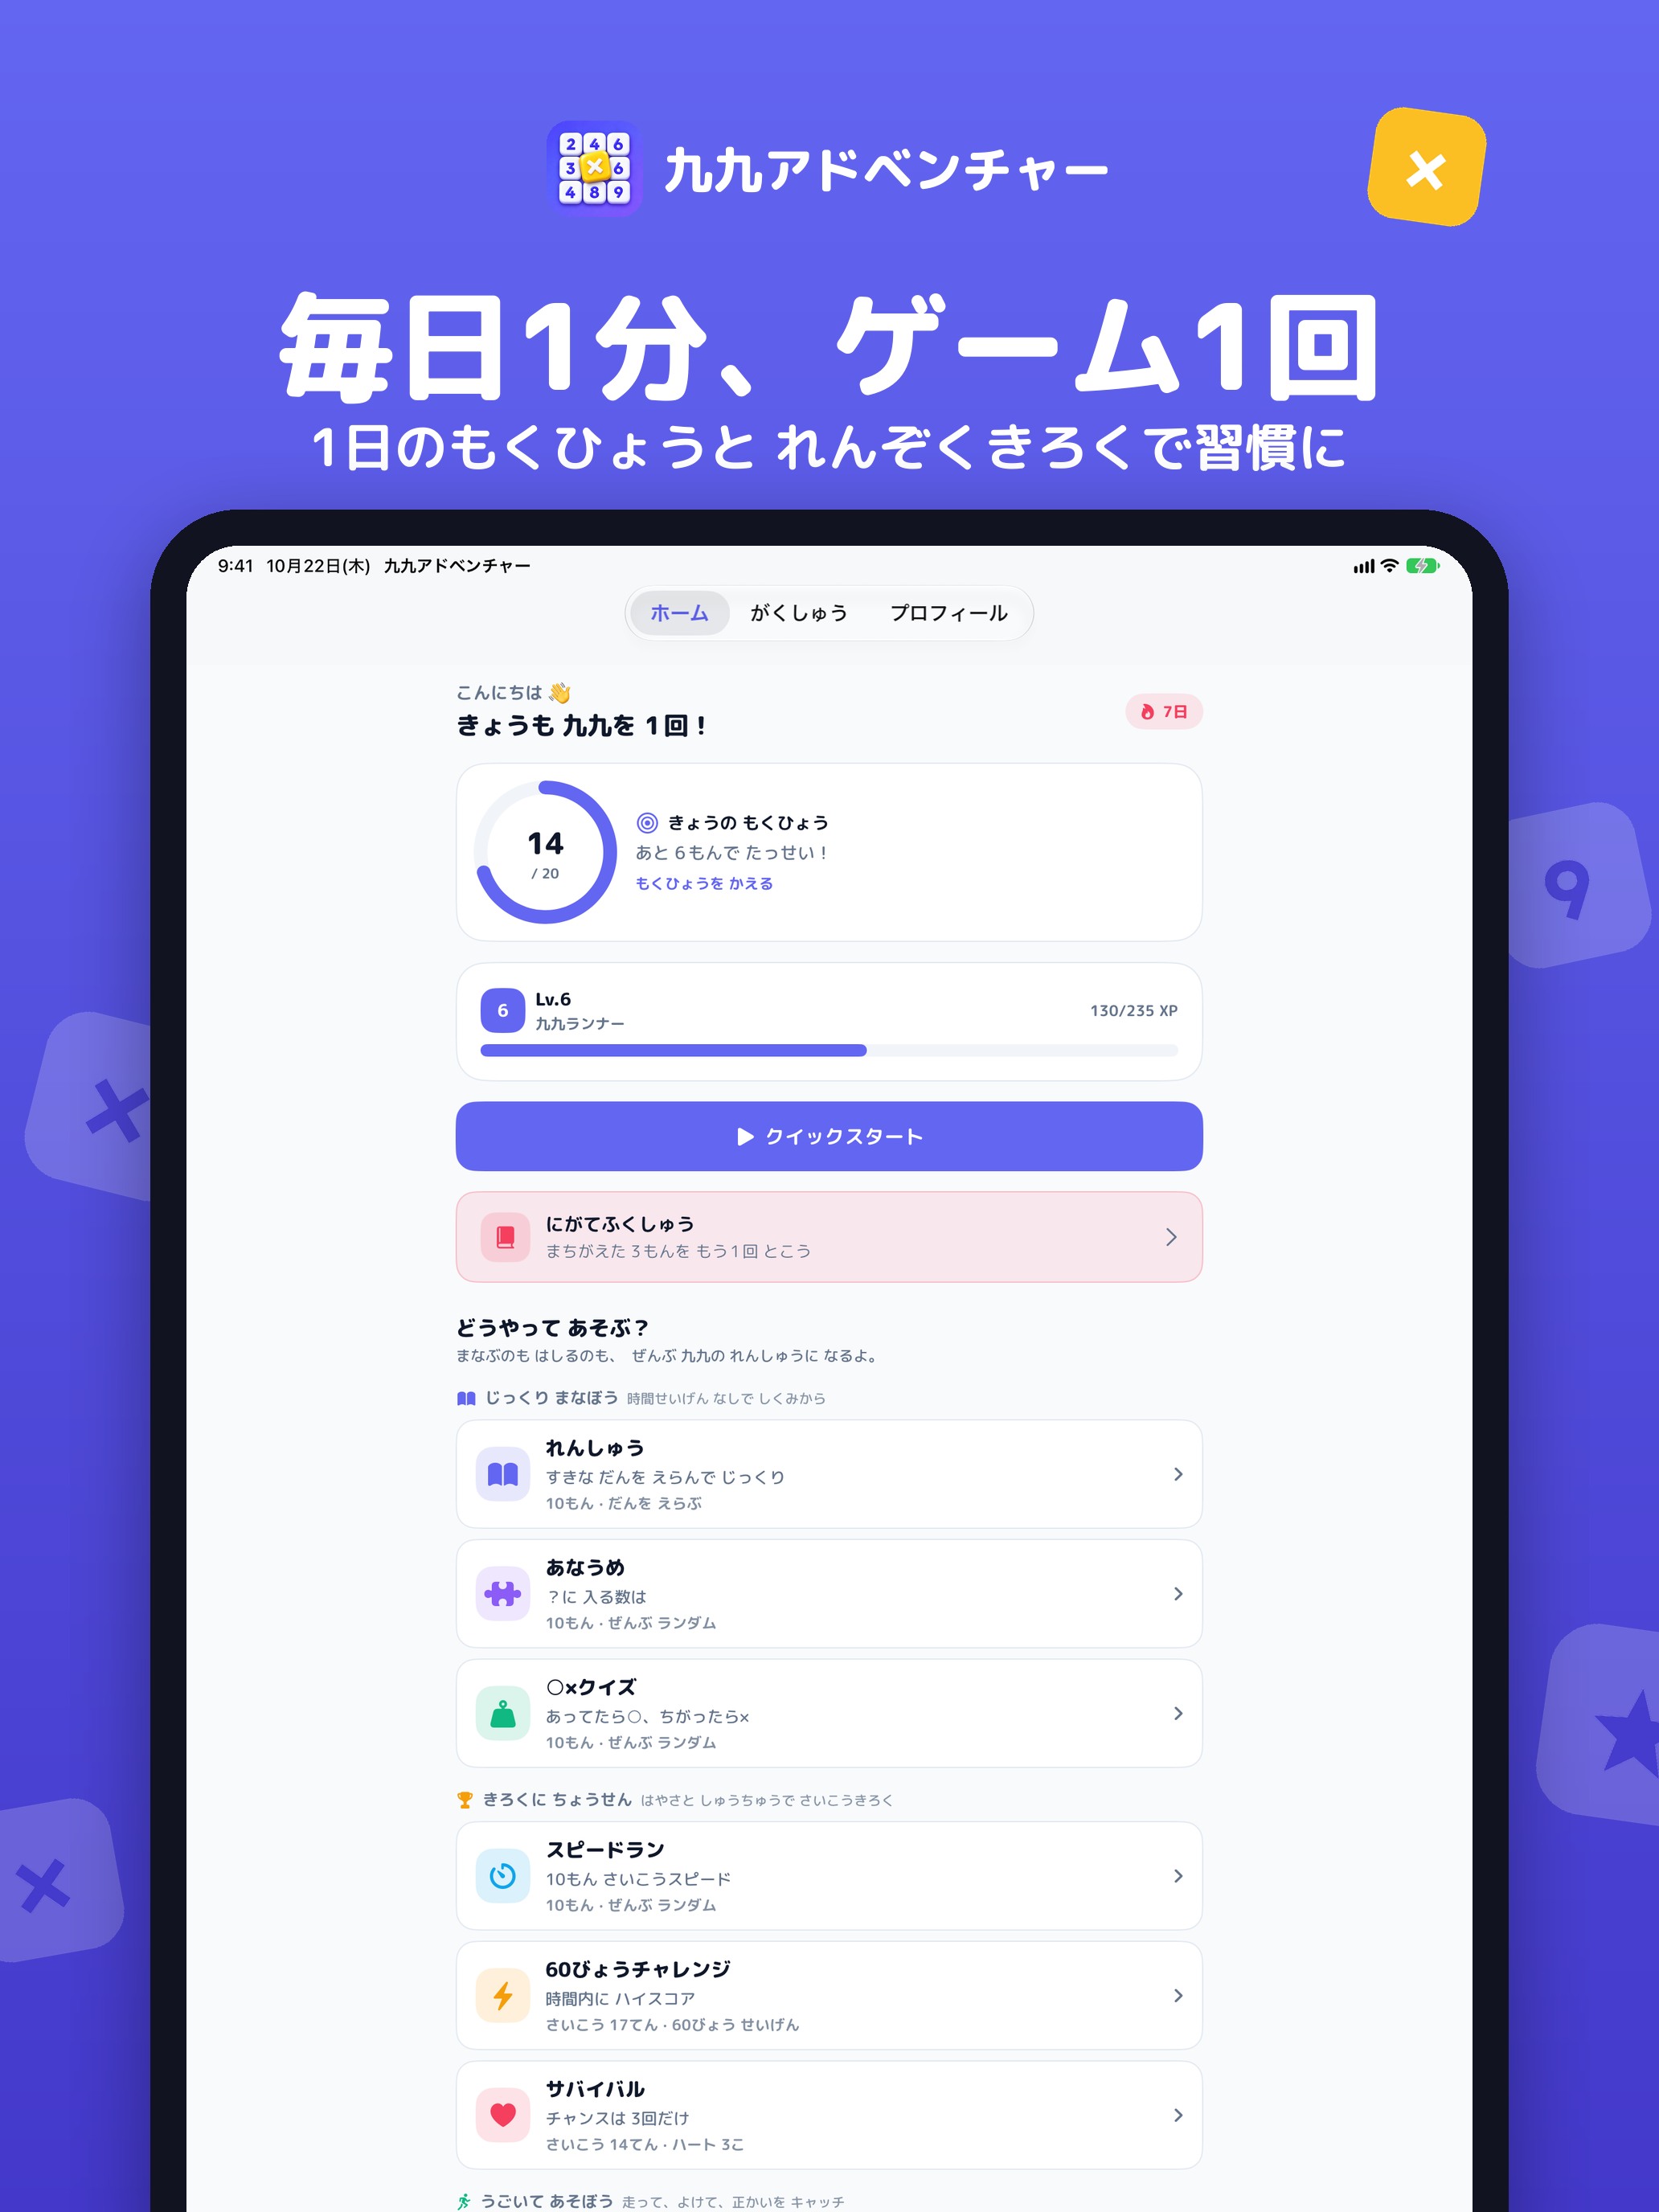 2 4 6
3 × 6
4 8 9
九九アドベンチャー
×
毎日1分、ゲーム1回
1日のもくひょうと れんぞくきろくで習慣に
9:41 10月22日(木) 九九アドベンチャー
ホーム がくしゅう プロフィール
こんにちは 👋
きょうも 九九を 1回！
7日
14
/ 20
きょうの もくひょう
あと 6もんで たっせい！
もくひょうを かえる
9
6
Lv.6
九九ランナー
130/235 XP
×
クイックスタート
にがてふくしゅう
まちがえた 3もんを もう1回 とこう
どうやって あそぶ？
まなぶのも はしるのも、 ぜんぶ 九九の れんしゅうに なるよ。
じっくり まなぼう 時間せいげん なしで しくみから
れんしゅう
すきな だんを えらんで じっくり
10もん · だんを えらぶ
あなうめ
？に 入る数は
10もん · ぜんぶ ランダム
○×クイズ
あってたら○、ちがったら×
10もん · ぜんぶ ランダム
きろくに ちょうせん はやさと しゅうちゅうで さいこうきろく
スピードラン
10もん さいこうスピード
10もん · ぜんぶ ランダム
×
60びょうチャレンジ
時間内に ハイスコア
さいこう 17てん · 60びょう せいげん
サバイバル
チャンスは 3回だけ
さいこう 14てん · ハート 3こ
うごいて あそぼう 走って、よけて、正かいを キャッチ